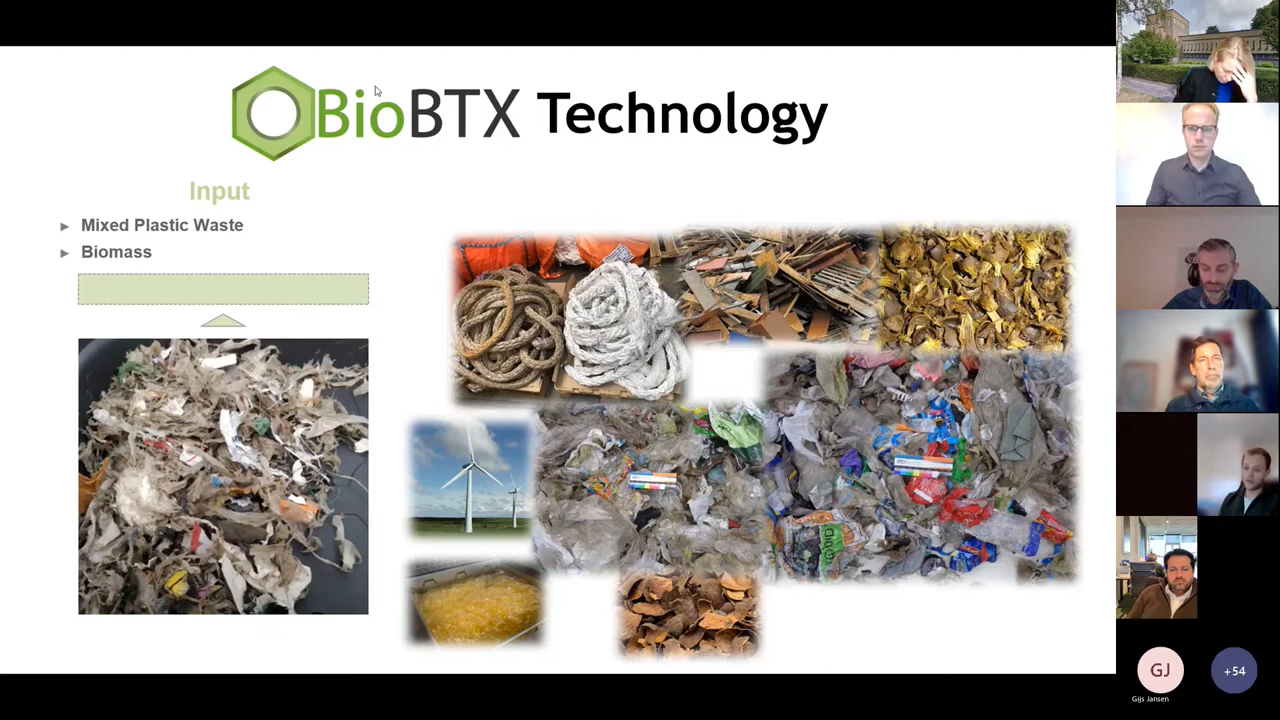 BioBTX Technology
Input
► Mixed Plastic Waste
► Biomass
GJ
+54
Gijs Jansen